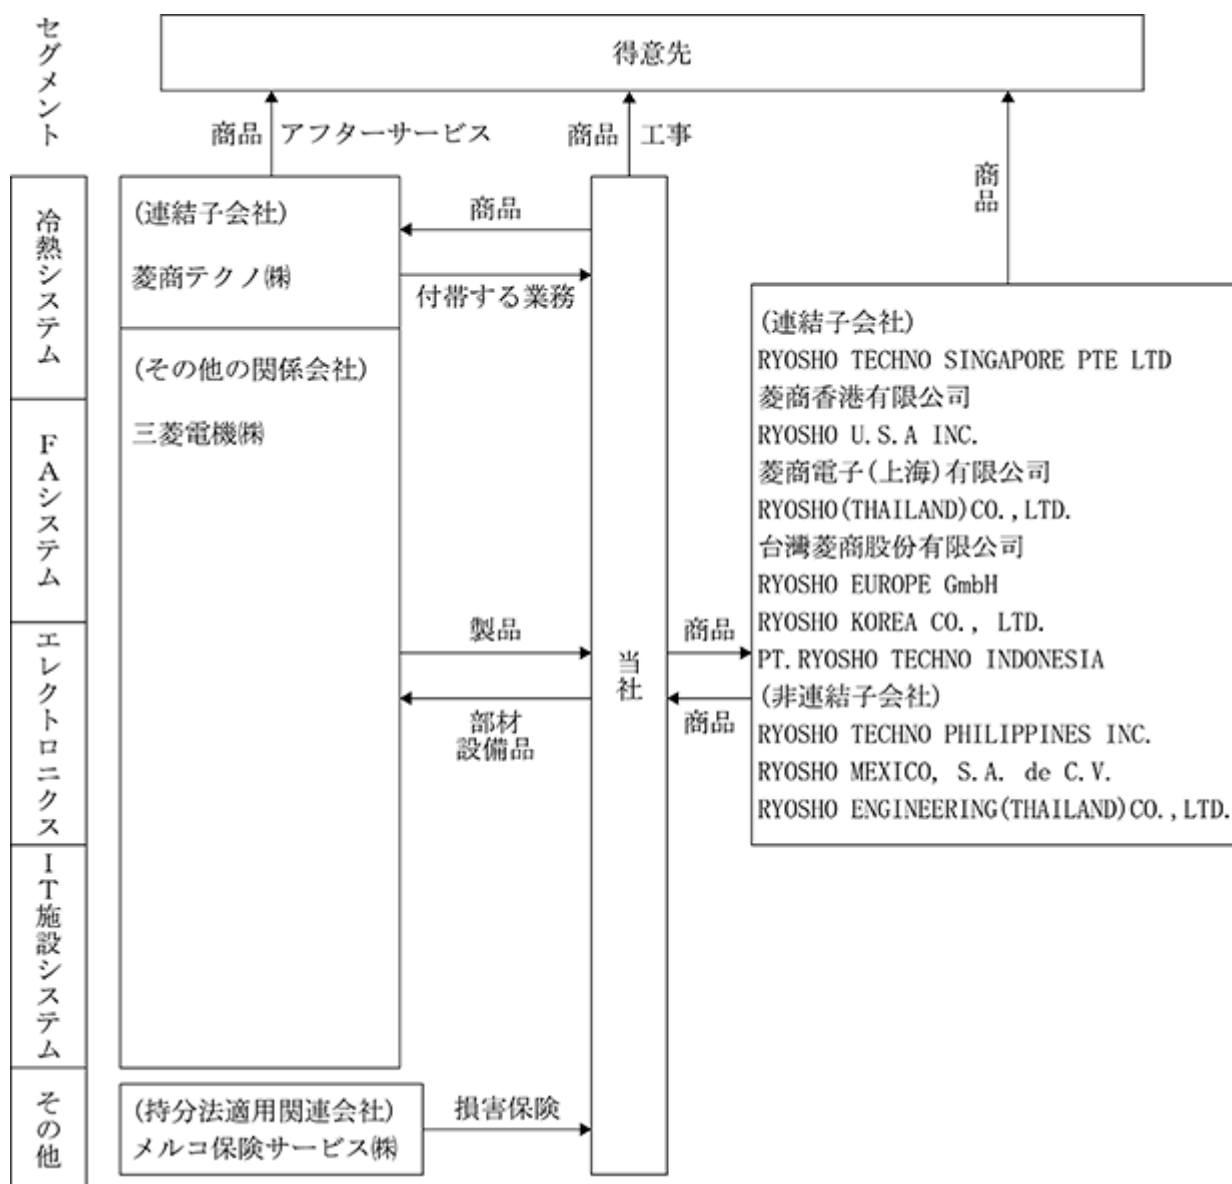 セグメント
得意先
商品
アフターサービス
商品
工事
商品
冷熱システム
FAシステム
エレクトロニクス
IT施設システム
その他
(連結子会社)
菱商テクノ㈱
(その他の関係会社)
三菱電機㈱
(持分法適用関連会社)
メルコ保険サービス㈱
商品
付帯する業務
製品
部材
設備品
損害保険
当社
商品
商品
(連結子会社)
RYOSHO TECHNO SINGAPORE PTE LTD
菱商香港有限公司
RYOSHO U.S.A INC.
菱商電子(上海)有限公司
RYOSHO(THAILAND)CO.,LTD.
台灣菱商股份有限公司
RYOSHO EUROPE GmbH
RYOSHO KOREA CO., LTD.
PT.RYOSHO TECHNO INDONESIA
(非連結子会社)
RYOSHO TECHNO PHILIPPINES INC.
RYOSHO MEXICO, S.A. de C.V.
RYOSHO ENGINEERING(THAILAND)CO.,LTD.